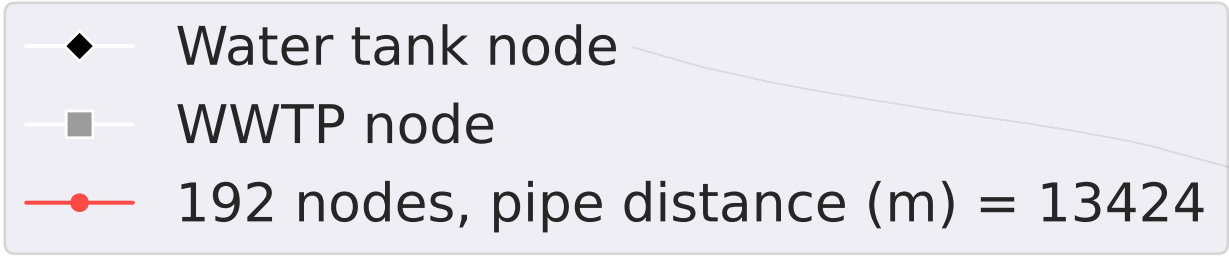 Water tank node
WWTP node
192 nodes, pipe distance (m) = 13424